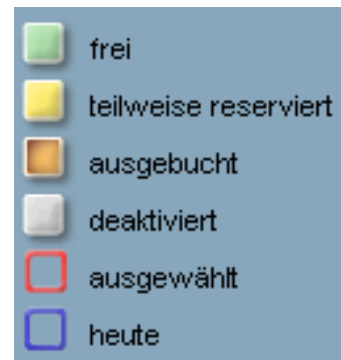 frei
teilweise reserviert
ausgebucht
deaktiviert
ausgewählt
heute